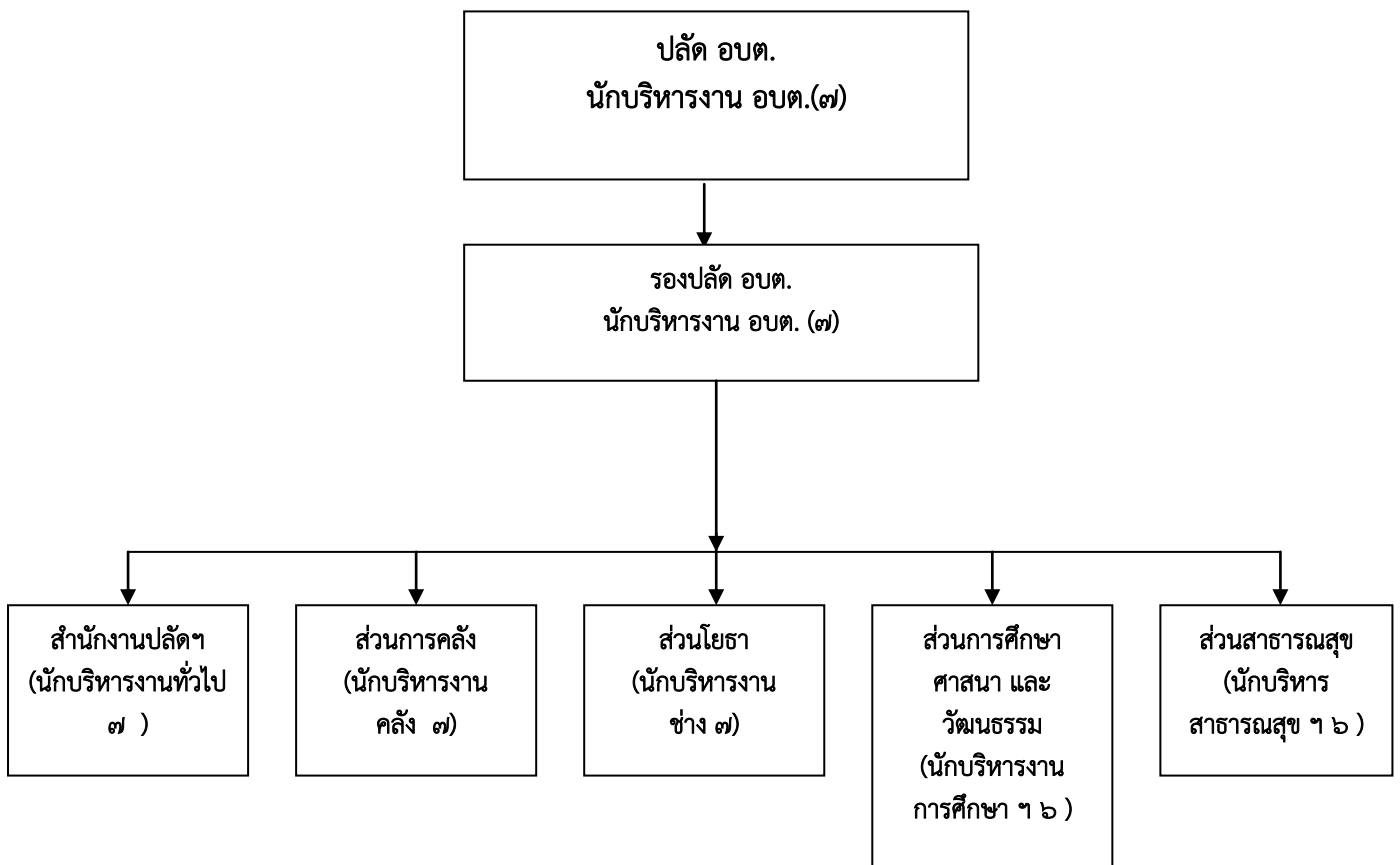 ปลัด อบต.
นักบริหารงาน อบต.(๗)
รองปลัด อบต.
นักบริหารงาน อบต. (๗)
สำนักงานปลัดฯ
(นักบริหารงานทั่วไป
๗ )
ส่วนการคลัง
(นักบริหารงาน
คลัง ๗)
ส่วนโยธา
(นักบริหารงาน
ช่าง ๗)
ส่วนการศึกษา
ศาสนา และ
วัฒนธรรม
(นักบริหารงาน
การศึกษา ฯ ๖ )
ส่วนสาธารณสุข
(นักบริหาร
สาธารณสุข ฯ ๖ )